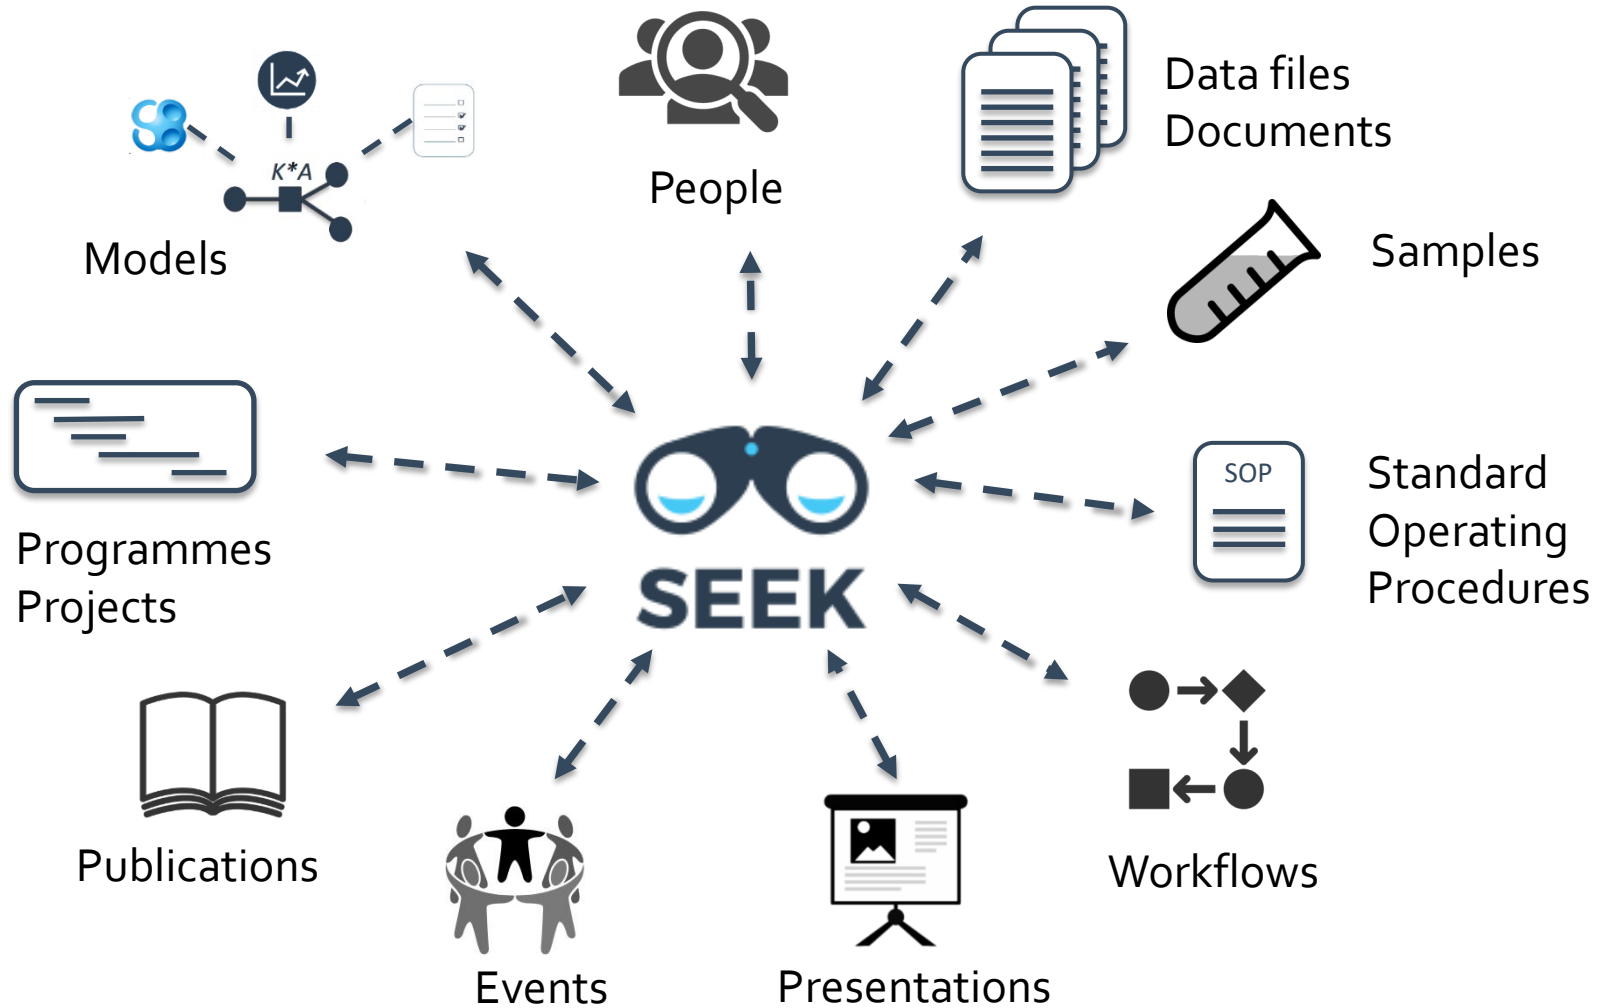 People
Data files
Documents
K*A
Models
Samples
SOP
Standard
Operating
Procedures
Programmes
Projects
SEEK
Publications
Workflows
Events
Presentations